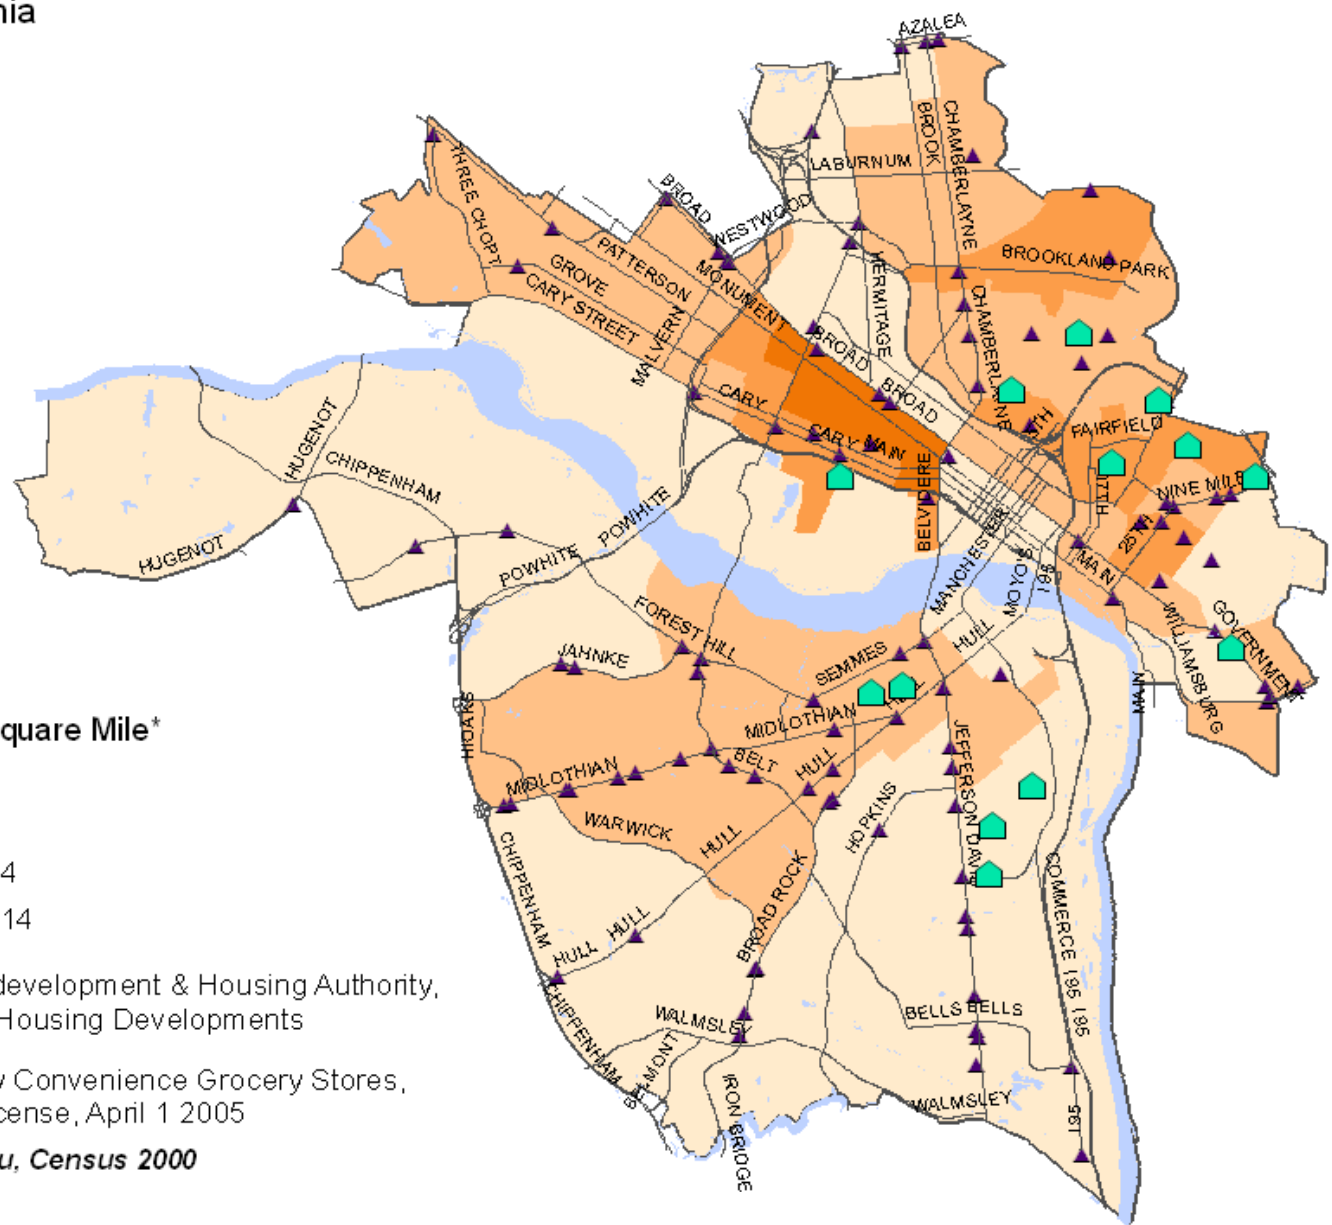 nia
AZALEA
BROOK
CHAMBERLAYNE
LABURNUM
THREE CHOPT
BROAD
WESTWOOD
PATTERSON
GROVE
MONUMENT
CARY STREET
HERMITAGE
BROOKLAND PARK
MALVERN
BROAD
CHAMBERLAYNE
BROAD
CARY
CARY
MAIN
FAIRFIELD
HUGENOT
CHIPPENHAM
BELVIDERE
NINE MILE
25TH
HUGENOT
POWHITE
POWHITE
MANCHESTER
MOYO'S
I95
MAIN
FOREST HILL
HULL
WILLIAMSBURG
GOVERNMENT
JAHNKE
SEMMES
HULL
MAIN
quare Mile*
MIDLOTHIAN
BELT
HULL
JEFFERSON DAVIS
MIDLOTHIAN
WARWICK
HULL
HOPKINS
CHIPPENHAM
BROAD ROCK
4
14
HULL
HULL
COMMERCE
I95
I95
development & Housing Authority,
Housing Developments
CHIPPENHAM
WALMSLEY
BELLS
BELLS
y Convenience Grocery Stores,
cense, April 1 2005
BELMONT
IRON BRIDGE
WALMSLEY
I95
u, Census 2000